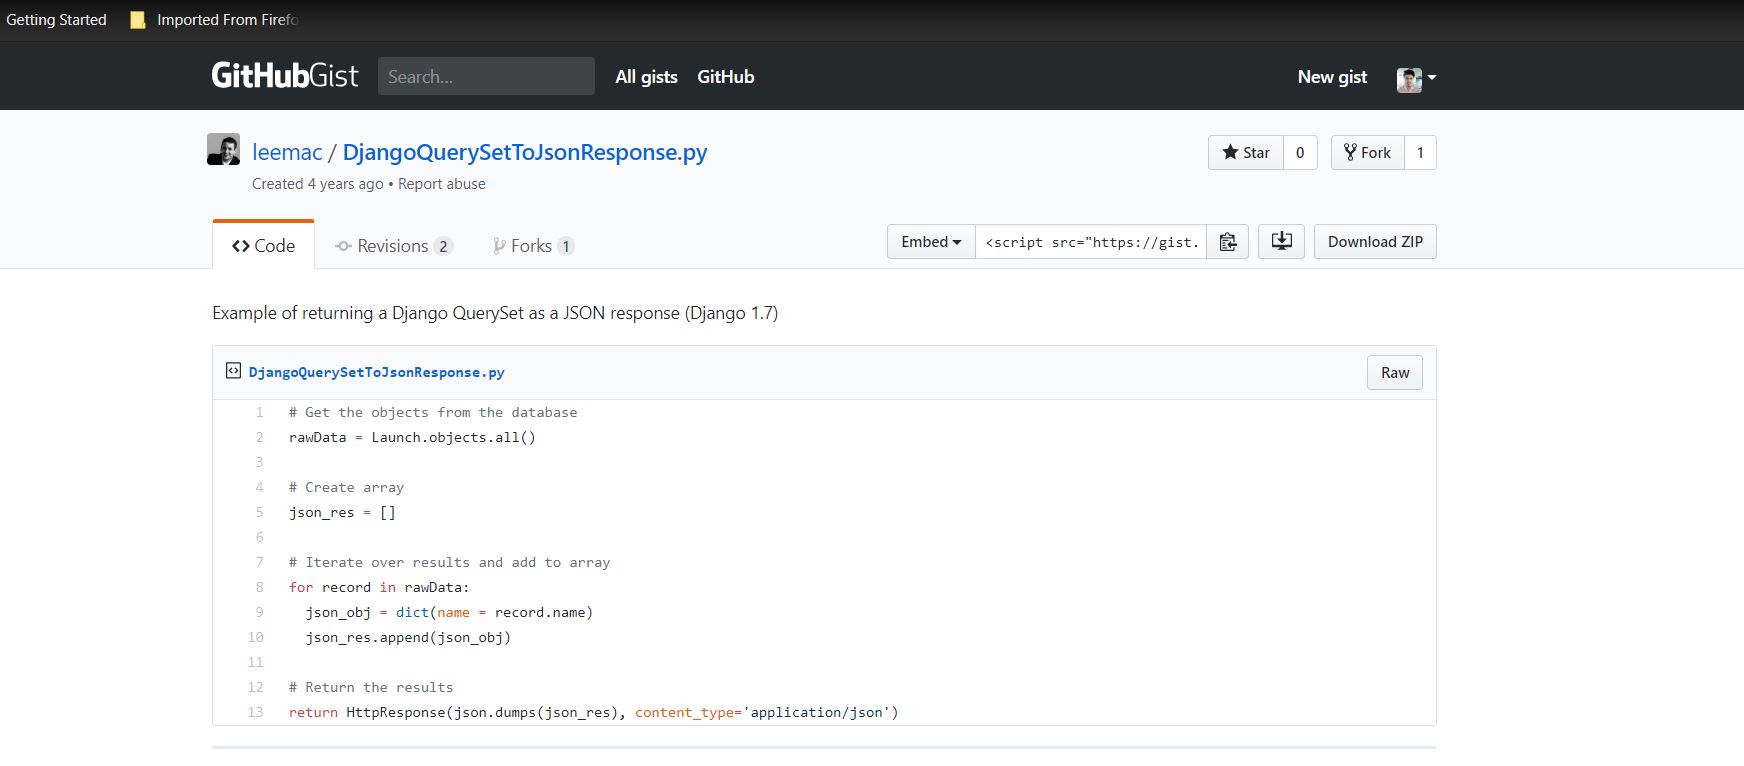 Getting Started Imported From Firefo
GitHubGist Search... All gists GitHub New gist
leemac / DjangoQuerySetToJsonResponse.py Star 0 Fork 1
Created 4 years ago • Report abuse
<> Code Revisions 2 Forks 1 Embed <script src="https://gist. Download ZIP
Example of returning a Django QuerySet as a JSON response (Django 1.7)
DjangoQuerySetToJsonResponse.py Raw
1 # Get the objects from the database
2 rawData = Launch.objects.all()
3
4 # Create array
5 json_res = []
6
7 # Iterate over results and add to array
8 for record in rawData:
9 json_obj = dict(name = record.name)
10 json_res.append(json_obj)
11
12 # Return the results
13 return HttpResponse(json.dumps(json_res), content_type='application/json')